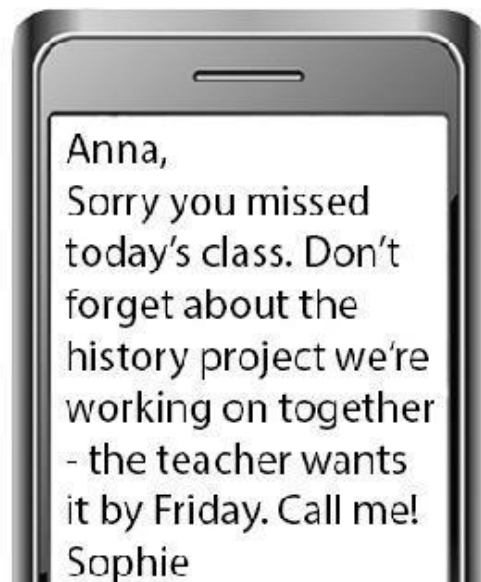 Anna,
Sorry you missed
today's class. Don't
forget about the
history project we're
working on together
- the teacher wants
it by Friday. Call me!
Sophie